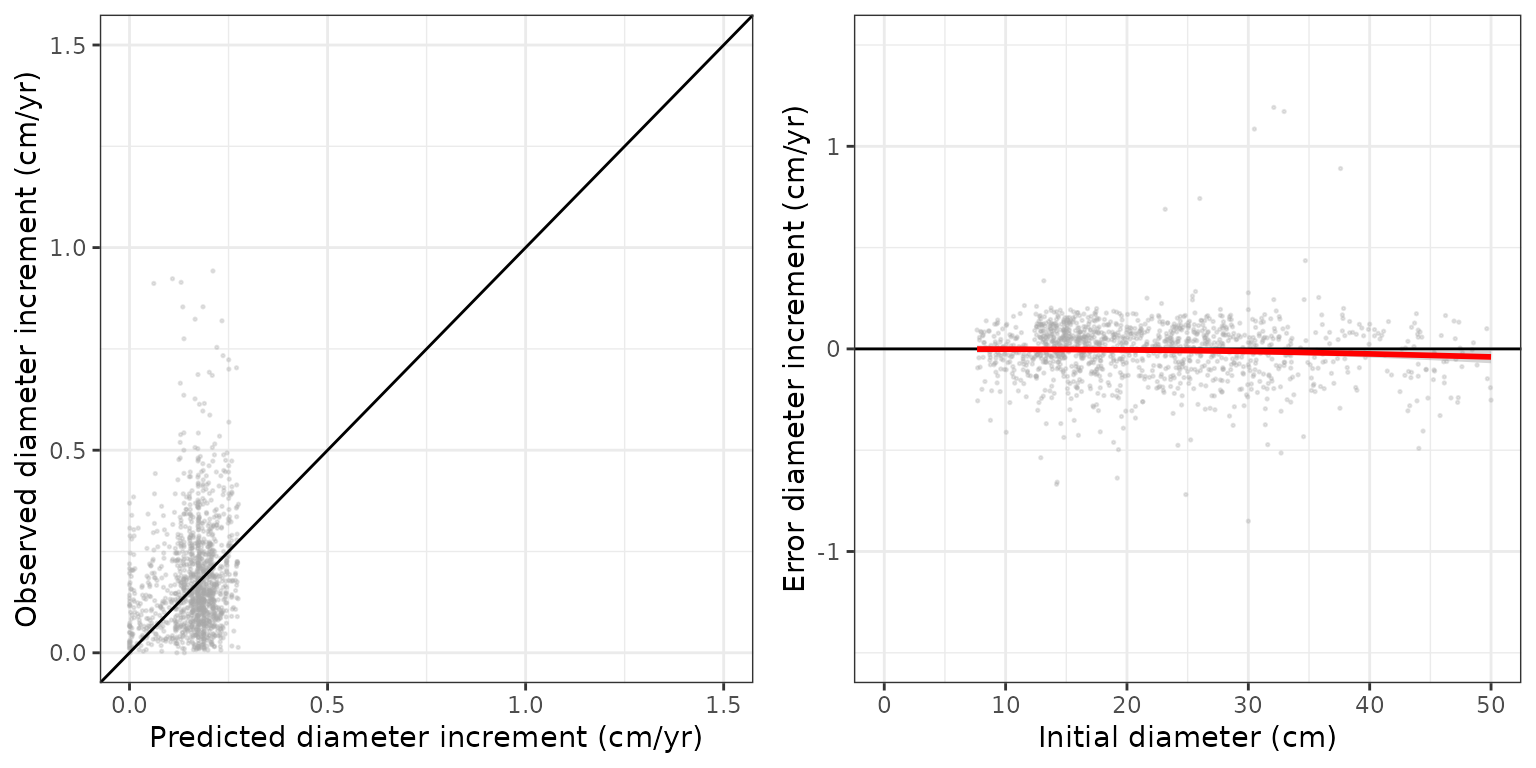 Observed diameter increment (cm/yr)
1.5
1.0
0.5
0.0
0.0 0.5 1.0 1.5
Predicted diameter increment (cm/yr)
Error diameter increment (cm/yr)
1
0
-1
0 10 20 30 40 50
Initial diameter (cm)